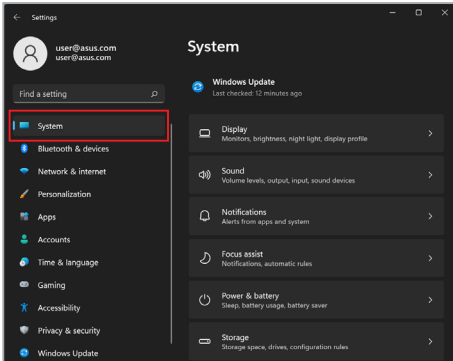 Settings
user@asus.com
user@asus.com
Find a setting
System
Bluetooth & devices
Network & internet
Personalization
Apps
Accounts
Time & language
Gaming
Accessibility
Privacy & security
Windows Update
System
Windows Update
Last checked: 12 minutes ago
Display
Monitors, brightness, night light, display profile
Sound
Volume levels, output, input, sound devices
Notifications
Alerts from apps and system
Focus assist
Notifications, automatic rules
Power & battery
Sleep, battery usage, battery saver
Storage
Storage space, drives, configuration rules